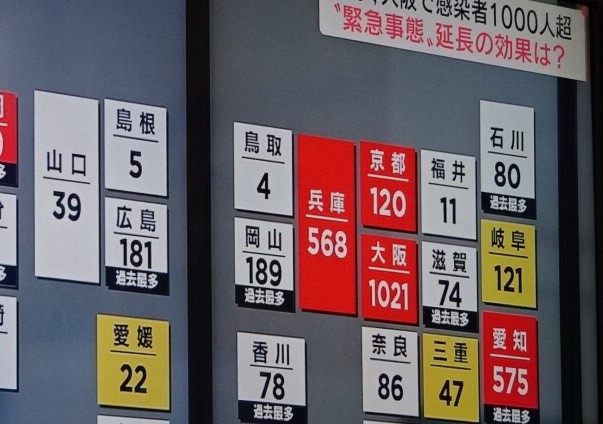 大阪で感染者1000人超
"緊急事態"延長の効果は?
山口
39
島根
5
広島
181
過去最多
愛媛
22
鳥取
4
岡山
189
過去最多
香川
78
過去最多
兵庫
568
京都
120
大阪
1021
奈良
86
福井
11
滋賀
74
過去最多
三重
47
石川
80
過去最多
岐阜
121
愛知
575
過去最多